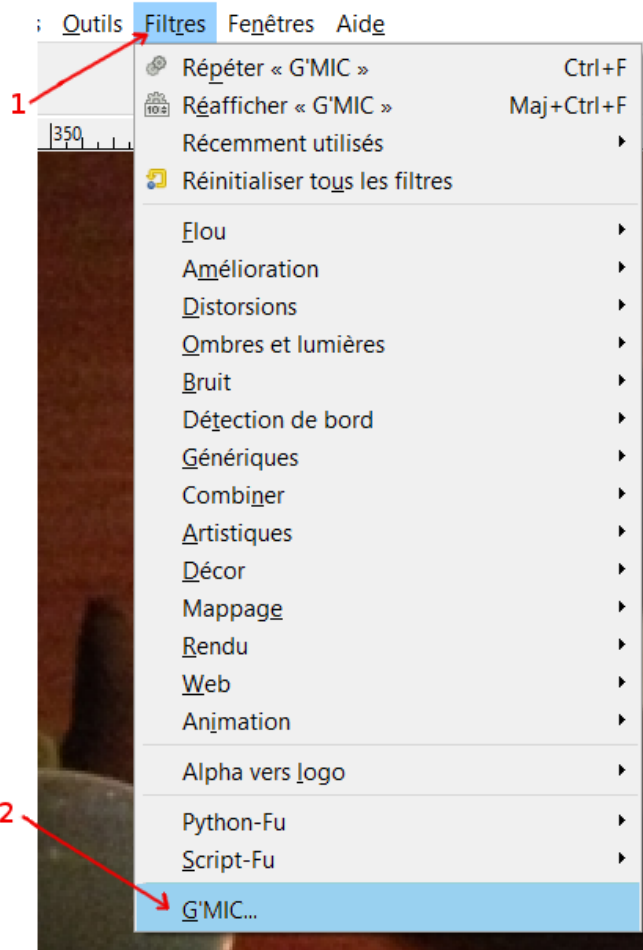 s Outils Filtres Fenêtres Aide
1
Répéter « G'MIC » Ctrl+F
Réafficher « G'MIC » Maj+Ctrl+F
350
Récemment utilisés
Réinitialiser tous les filtres
Flou
Amélioration
Distorsions
Ombres et lumières
Bruit
Détection de bord
Génériques
Combiner
Artistiques
Décor
Mappage
Rendu
Web
Animation
Alpha vers logo
2
Python-Fu
Script-Fu
G'MIC...